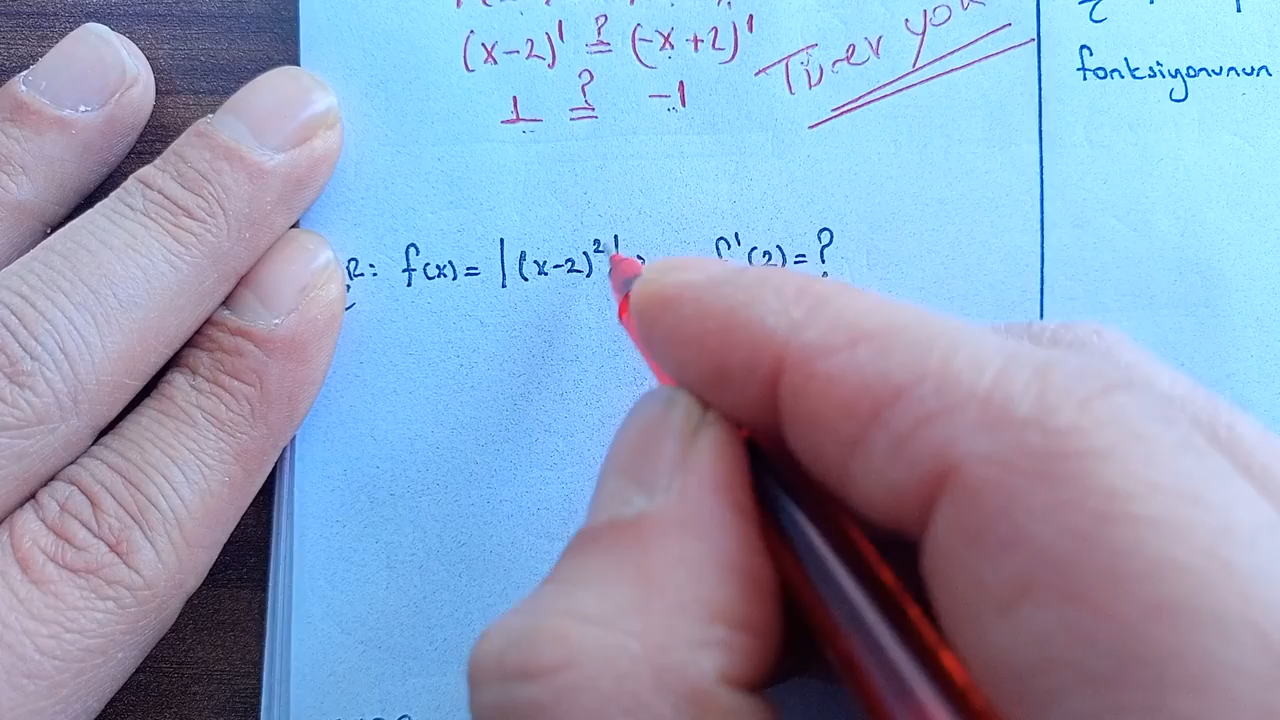 (x-2)' ≟ (-x+2)'
1 ≟ -1
Türev yok
R: f(x) = |(x-2)²| f'(2) = ?
fonksiyonunun